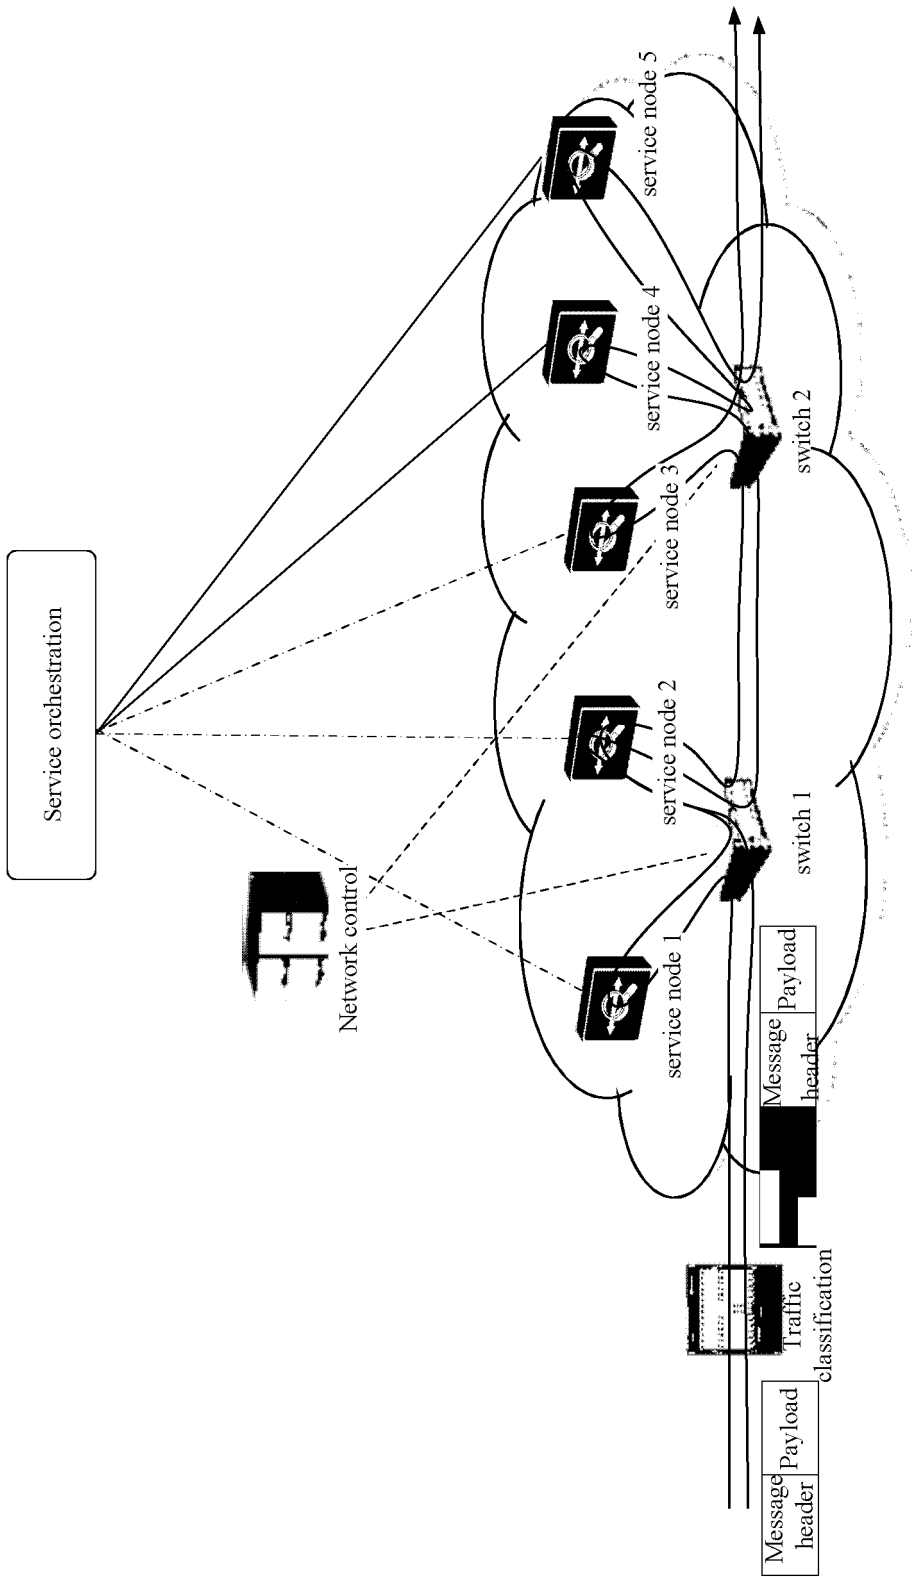 Service orchestration
Network control
service node 1
service node 2
service node 3
service node 4
service node 5
switch 1
switch 2
Message
header
Payload
Traffic
classification
Message
header
Payload